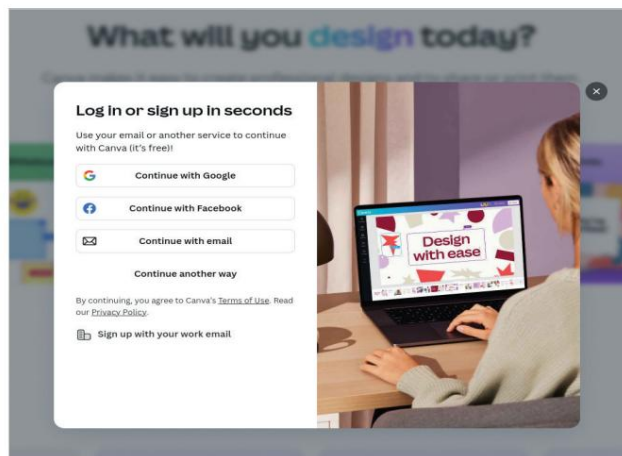 What will you design today?
Log in or sign up in seconds
Use your email or another service to continue
with Canva (it's free)!
Continue with Google
Continue with Facebook
Continue with email
Continue another way
By continuing, you agree to Canva's Terms of Use. Read
our Privacy Policy.
Sign up with your work email
Design
with ease